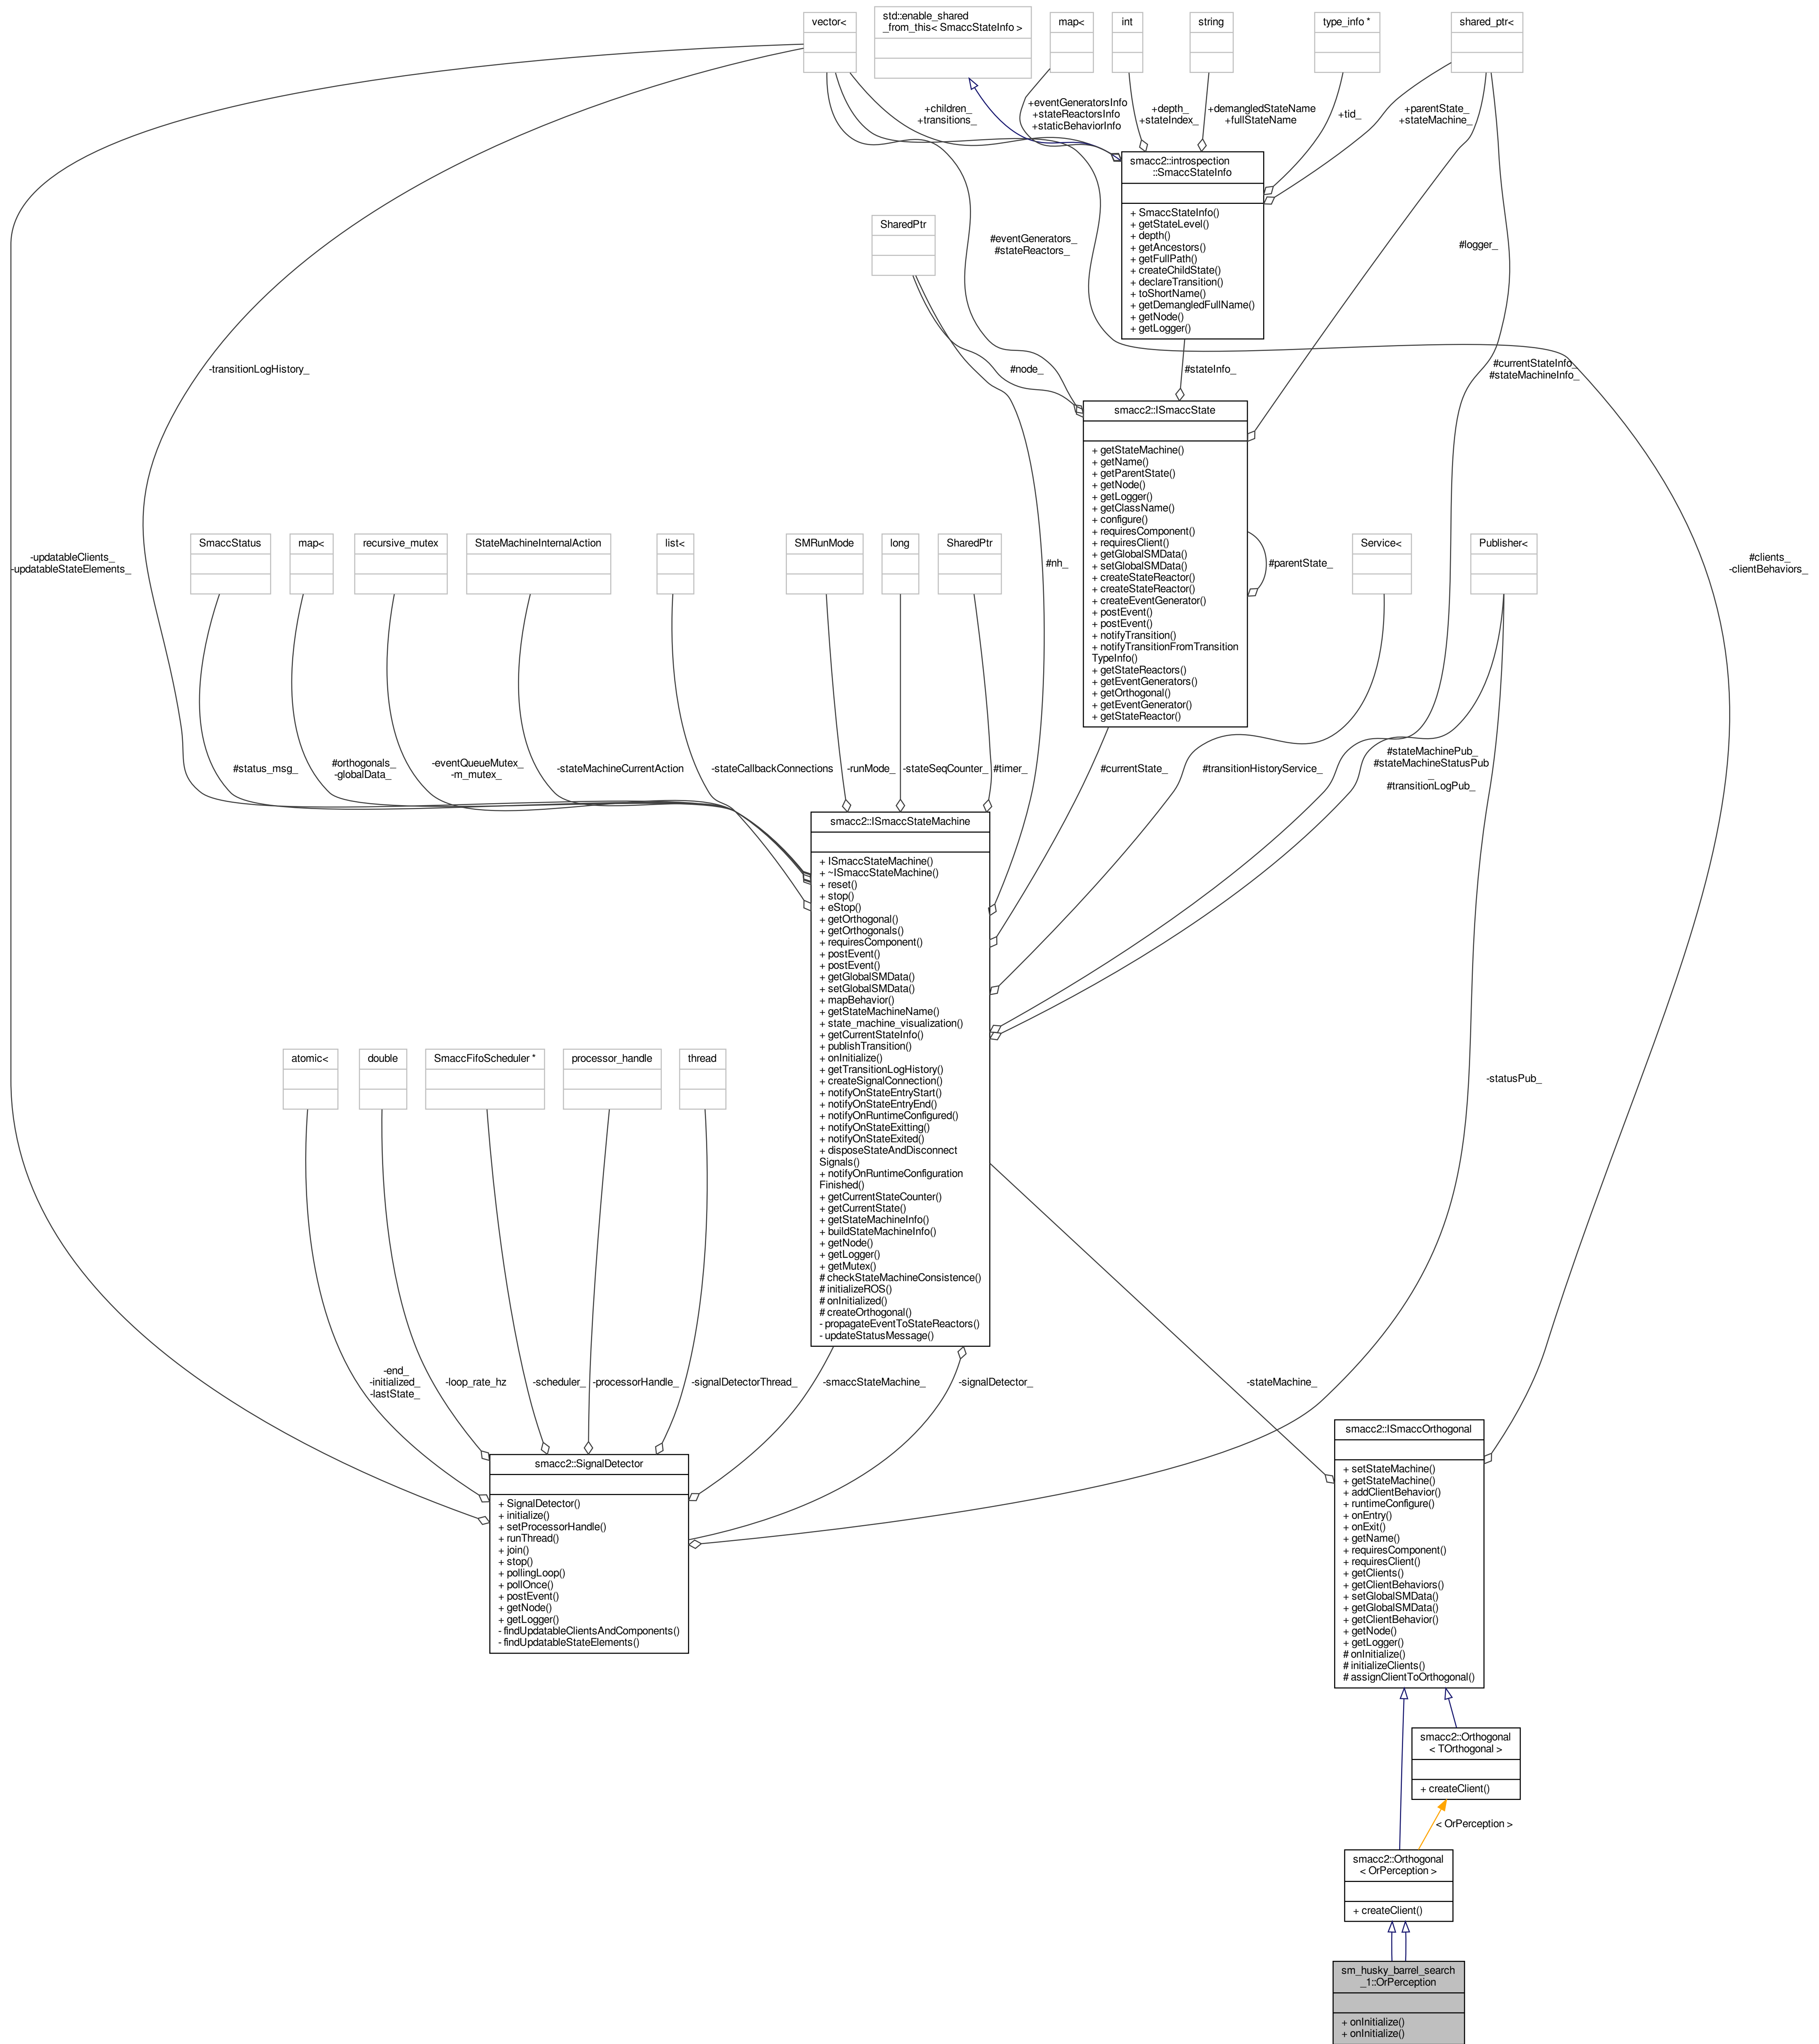 vector<
std::enable_shared
_from_this< SmaccStateInfo >
map<
int
string
type_info *
shared_ptr<
+children_
+transitions_
+eventGeneratorsInfo
+stateReactorsInfo
+staticBehaviorInfo
+depth_
+stateIndex_
+demangledStateName
+fullStateName
+tid_
+parentState_
+stateMachine_
smacc2::introspection
::SmaccStateInfo
+ SmaccStateInfo()
+ getStateLevel()
+ depth()
+ getAncestors()
+ getFullPath()
+ createChildState()
+ declareTransition()
+ toShortName()
+ getDemangledFullName()
+ getNode()
+ getLogger()
SharedPtr
#eventGenerators_
#stateReactors_
#logger_
-transitionLogHistory_
#node_
#stateInfo_
#currentStateInfo_
#stateMachineInfo_
smacc2::ISmaccState
+ getStateMachine()
+ getName()
+ getParentState()
+ getNode()
+ getLogger()
+ getClassName()
+ configure()
+ requiresComponent()
+ requiresClient()
+ getGlobalSMData()
+ setGlobalSMData()
+ createStateReactor()
+ createStateReactor()
+ createEventGenerator()
+ postEvent()
+ postEvent()
+ notifyTransition()
+ notifyTransitionFromTransition
TypeInfo()
+ getStateReactors()
+ getEventGenerators()
+ getOrthogonal()
+ getEventGenerator()
+ getStateReactor()
-updatableClients_
-updatableStateElements_
SmaccStatus
map<
recursive_mutex
StateMachineInternalAction
list<
SMRunMode
long
SharedPtr
#nh_
#parentState_
Service<
Publisher<
#clients_
-clientBehaviors_
#status_msg_
#orthogonals_
-globalData_
-eventQueueMutex_
-m_mutex_
-stateMachineCurrentAction
-stateCallbackConnections
-runMode_
-stateSeqCounter_
#timer_
#currentState_
#transitionHistoryService_
#stateMachinePub_
#stateMachineStatusPub
_
#transitionLogPub_
smacc2::ISmaccStateMachine
+ ISmaccStateMachine()
+ ~ISmaccStateMachine()
+ reset()
+ stop()
+ eStop()
+ getOrthogonal()
+ getOrthogonals()
+ requiresComponent()
+ postEvent()
+ postEvent()
+ getGlobalSMData()
+ setGlobalSMData()
+ mapBehavior()
+ getStateMachineName()
+ state_machine_visualization()
+ getCurrentStateInfo()
+ publishTransition()
+ onInitialize()
+ getTransitionLogHistory()
+ createSignalConnection()
+ notifyOnStateEntryStart()
+ notifyOnStateEntryEnd()
+ notifyOnRuntimeConfigured()
+ notifyOnStateExitting()
+ notifyOnStateExited()
+ disposeStateAndDisconnect
Signals()
+ notifyOnRuntimeConfiguration
Finished()
+ getCurrentStateCounter()
+ getCurrentState()
+ getStateMachineInfo()
+ buildStateMachineInfo()
+ getNode()
+ getLogger()
+ getMutex()
# checkStateMachineConsistence()
# initializeROS()
# onInitialized()
# createOrthogonal()
- propagateEventToStateReactors()
- updateStatusMessage()
atomic<
double
SmaccFifoScheduler *
processor_handle
thread
-statusPub_
-end_
-initialized_
-lastState_
-loop_rate_hz
-scheduler_
-processorHandle_
-signalDetectorThread_
-smaccStateMachine_
-signalDetector_
-stateMachine_
smacc2::SignalDetector
+ SignalDetector()
+ initialize()
+ setProcessorHandle()
+ runThread()
+ join()
+ stop()
+ pollingLoop()
+ pollOnce()
+ postEvent()
+ getNode()
+ getLogger()
- findUpdatableClientsAndComponents()
- findUpdatableStateElements()
smacc2::ISmaccOrthogonal
+ setStateMachine()
+ getStateMachine()
+ addClientBehavior()
+ runtimeConfigure()
+ onEntry()
+ onExit()
+ getName()
+ requiresComponent()
+ requiresClient()
+ getClients()
+ getClientBehaviors()
+ setGlobalSMData()
+ getGlobalSMData()
+ getClientBehavior()
+ getNode()
+ getLogger()
# onInitialize()
# initializeClients()
# assignClientToOrthogonal()
smacc2::Orthogonal
< TOrthogonal >
+ createClient()
< OrPerception >
smacc2::Orthogonal
< OrPerception >
+ createClient()
sm_husky_barrel_search
_1::OrPerception
+ onInitialize()
+ onInitialize()